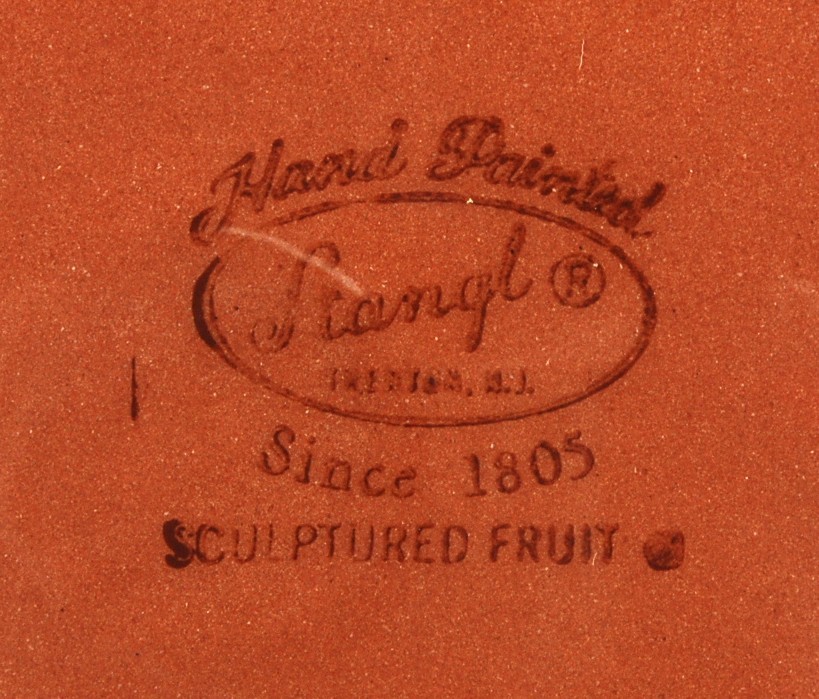 Hand Painted
Stangl ®
TRENTON, N.J.
Since 1805
SCULPTURED FRUIT